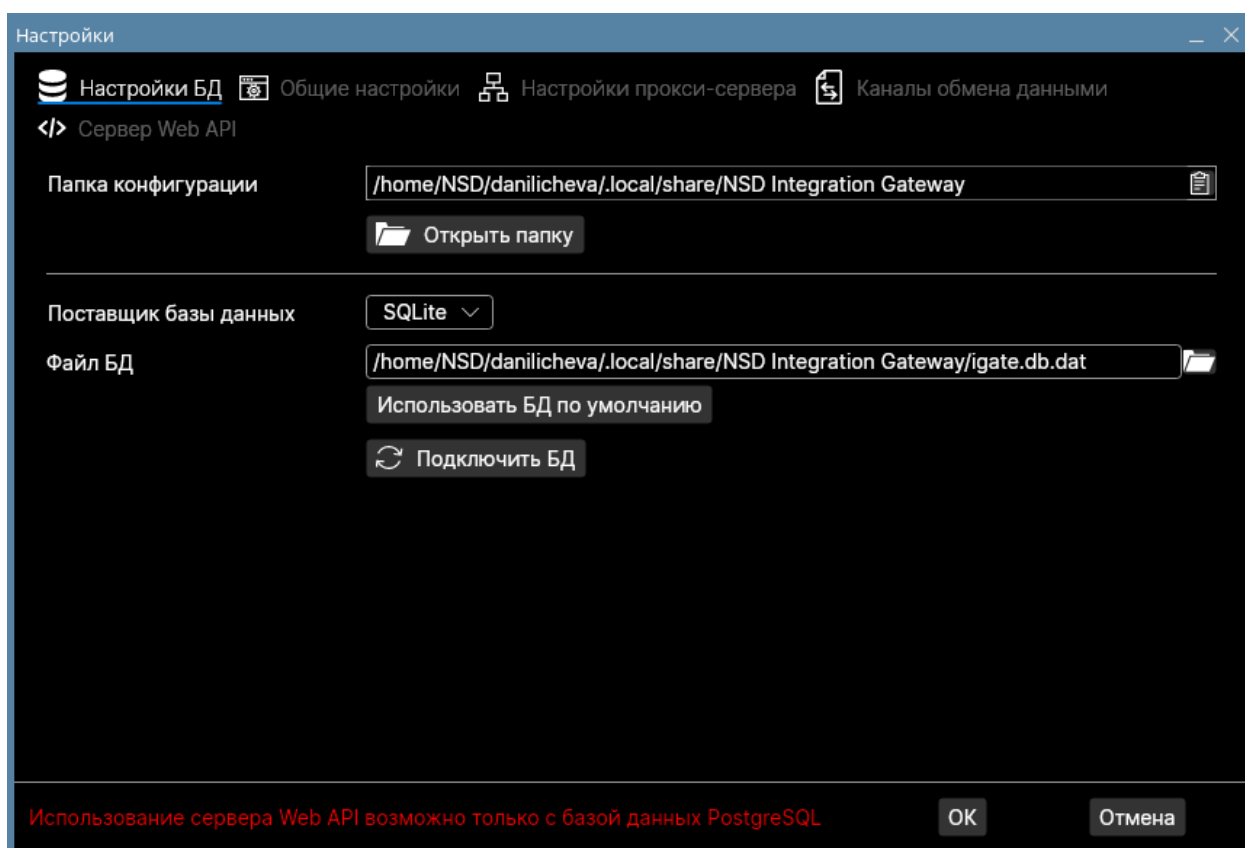 Настройки
Настройки БД Общие настройки Настройки прокси-сервера Каналы обмена данными
Сервер Web API
Папка конфигурации /home/NSD/danilicheva/.local/share/NSD Integration Gateway
Открыть папку
Поставщик базы данных SQLite
Файл БД /home/NSD/danilicheva/.local/share/NSD Integration Gateway/igate.db.dat
Использовать БД по умолчанию
Подключить БД
Использование сервера Web API возможно только с базой данных PostgreSQL OK Отмена